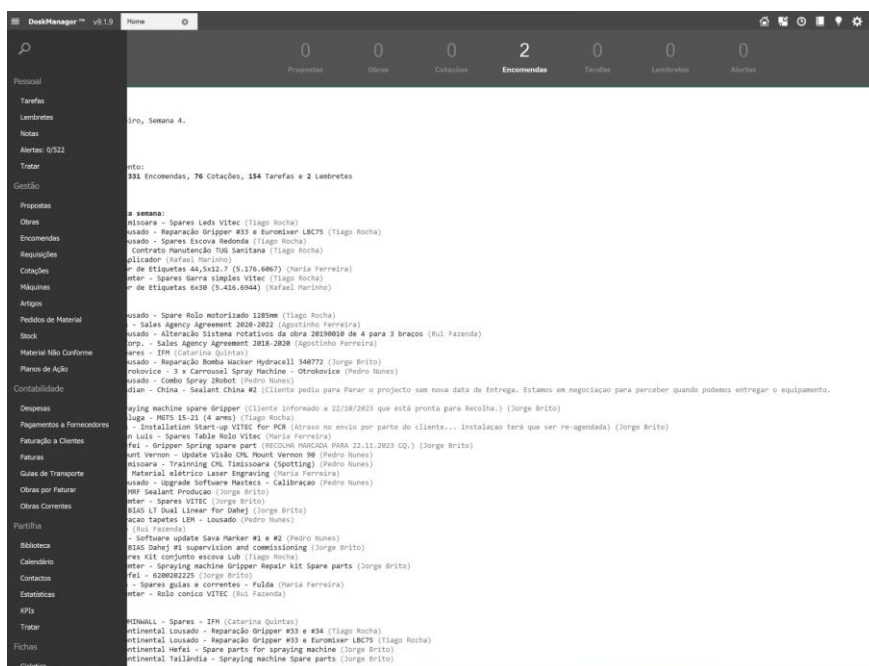 DeskManager ™ v9.1.9 Home
0 0 0 2 0 0 0
Propostas Obras Cotações Encomendas Tarefas Lembretes Alertas
Pessoal
Tarefas
Lembretes
Notas
Alertas: 0/522
Tratar
Gestão
Propostas
Obras
Encomendas
Requisições
Cotações
Máquinas
Artigos
Pedidos de Material
Stock
Material Não Conforme
Planos de Ação
Contabilidade
Despesas
Pagamentos a Fornecedores
Faturação a Clientes
Faturas
Guias de Transporte
Obras por Faturar
Obras Correntes
Partilha
Biblioteca
Calendário
Contactos
Estatísticas
KPIs
Tratar
Fichas
iro, Semana 4.
nto:
331 Encomendas, 76 Cotações, 154 Tarefas e 2 Lembretes
a semana:
misoara - Spares Leds Vitec (Tiago Rocha)
usado - Reparação Gripper #33 e Euromixer LBC75 (Tiago Rocha)
usado - Spares Escova Redonda (Tiago Rocha)
Contrato Manutenção TUG Sanitana (Tiago Rocha)
plicador (Rafael Marinho)
r de Etiquetas 44,5x12.7 (5.176.6067) (Maria Ferreira)
mter - Spares Garra simples Vitec (Tiago Rocha)
r de Etiquetas 6x30 (5.416.6944) (Rafael Marinho)
usado - Spare Rolo motorizado 1285mm (Tiago Rocha)
- Sales Agency Agreement 2020-2022 (Agostinho Ferreira)
usado - Alteração Sistema rotativos da obra 20190010 de 4 para 3 braços (Rui Fazenda)
orp. - Sales Agency Agreement 2018-2020 (Agostinho Ferreira)
ares - IFM (Catarina Quintas)
usado - Reparação Bomba Wacker Hydracell 340772 (Jorge Brito)
rokovice - 3 x Carrousel Spray Machine - Otrokovice (Pedro Nunes)
usado - Combo Spray 2Robot (Pedro Nunes)
dian - China - Sealant China #2 (Cliente pediu para Parar o projecto sem nova data de Entrega. Estamos em negociaçao para perceber quando podemos entregar o equipamento.
raying machine spare Gripper (Cliente informado a 22/10/2023 que está pronta para Recolha.) (Jorge Brito)
luga - MGTS 15-21 (4 arms) (Tiago Rocha)
- Installation Start-up VITEC for PCR (Atraso no envio por parte do cliente... instalacao terá que ser re-agendada) (Jorge Brito)
n Luis - Spares Table Rolo Vitec (Maria Ferreira)
fei - Gripper Spring spare part (RECOLHA MARCADA PARA 22.11.2023 CQ.) (Jorge Brito)
unt Vernon - Update Visão CML Mount Vernon 90 (Pedro Nunes)
misoara - Trainning CML Timissoara (Spotting) (Pedro Nunes)
Material elétrico Laser Engraving (Maria Ferreira)
usado - Upgrade Software Mastecs - Calibraçao (Pedro Nunes)
MRF Sealant Produçao (Jorge Brito)
mter - Spares VITEC (Jorge Brito)
BIAS LT Dual Linear for Dahej (Jorge Brito)
açao tapetes LEM - Lousado (Pedro Nunes)
(Rui Fazenda)
- Software update Sava Marker #1 e #2 (Pedro Nunes)
BIAS Dahej #1 supervision and commissioning (Jorge Brito)
res Kit conjunto escova Lub (Tiago Rocha)
mter - Spraying machine Gripper Repair kit Spare parts (Jorge Brito)
fei - 6200202225 (Jorge Brito)
- Spares guias e correntes - Fulda (Maria Ferreira)
mter - Rolo conico VITEC (Rui Fazenda)
MINWALL - Spares - IFM (Catarina Quintas)
ntinental Lousado - Reparação Gripper #33 e #34 (Tiago Rocha)
ntinental Lousado - Reparação Gripper #33 e Euromixer LBC75 (Tiago Rocha)
ntinental Hefei - Spare parts for spraying machine (Jorge Brito)
ntinental Tailândia - Spraying machine Spare parts (Jorge Brito)